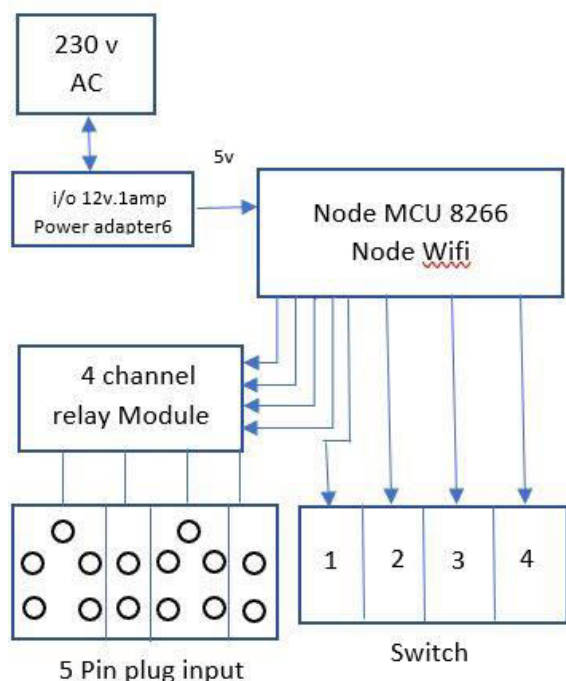 230 v
AC
5v
i/o 12v.1amp
Power adapter6
Node MCU 8266
Node Wifi
4 channel
relay Module
1 2 3 4
5 Pin plug input
Switch